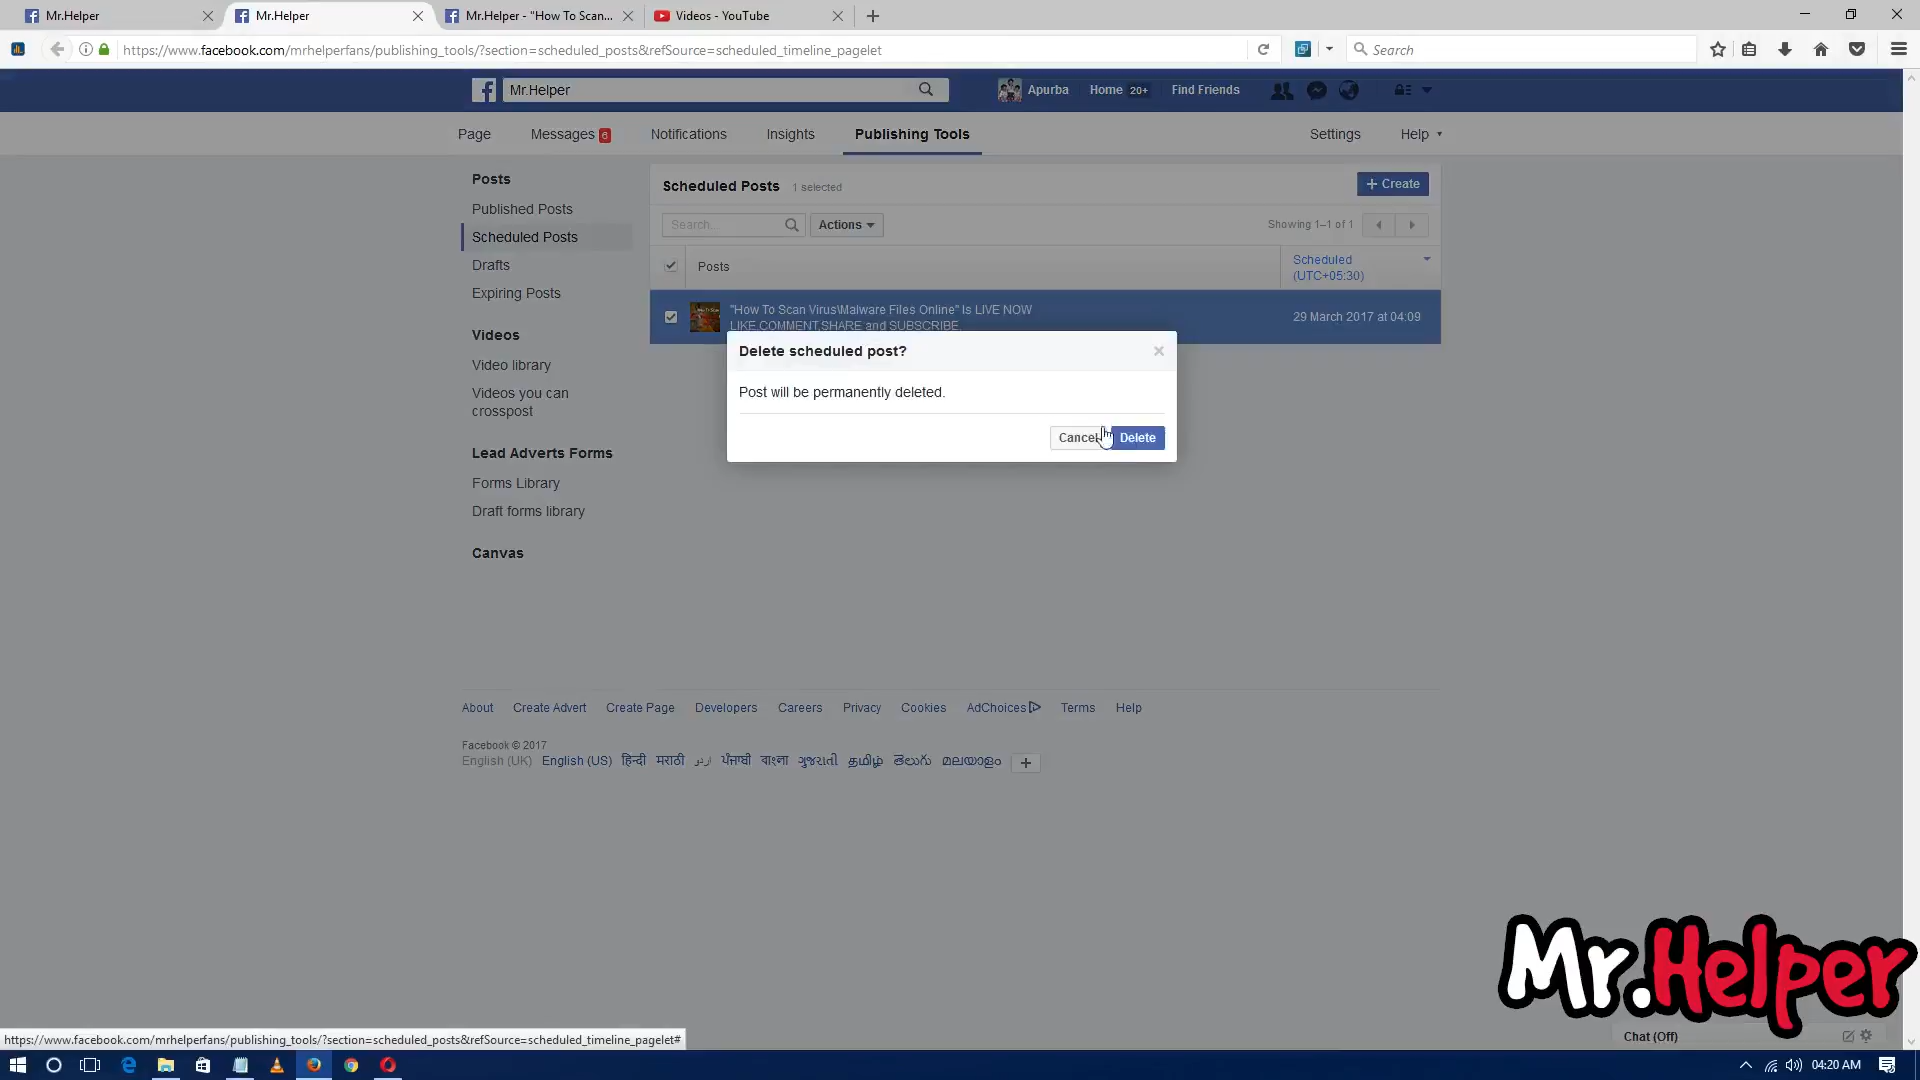 Mr.Helper
Mr.Helper
Mr.Helper - "How To Scan...
Videos - YouTube
https://www.facebook.com/mrhelperfans/publishing_tools/?section=scheduled_posts&refSource=scheduled_timeline_pagelet
Search
Mr.Helper
Apurba
Home 20+
Find Friends
Page
Messages 6
Notifications
Insights
Publishing Tools
Settings
Help
Posts
Published Posts
Scheduled Posts
Drafts
Expiring Posts
Videos
Video library
Videos you can
crosspost
Lead Adverts Forms
Forms Library
Draft forms library
Canvas
Scheduled Posts 1 selected
+ Create
Search...
Actions
Showing 1–1 of 1
Posts
Scheduled
(UTC+05:30)
"How To Scan Virus\Malware Files Online" Is LIVE NOW
LIKE,COMMENT,SHARE and SUBSCRIBE.
29 March 2017 at 04:09
Delete scheduled post?
Post will be permanently deleted.
Cancel
Delete
About Create Advert Create Page Developers Careers Privacy Cookies AdChoices Terms Help
Facebook © 2017
English (UK) English (US) हिन्दी मराठी اردو ਪੰਜਾਬੀ বাংলা ગુજરાતી தமிழ் తెలుగు മലയാളം +
Mr.Helper
Chat (Off)
https://www.facebook.com/mrhelperfans/publishing_tools/?section=scheduled_posts&refSource=scheduled_timeline_pagelet#
04:20 AM